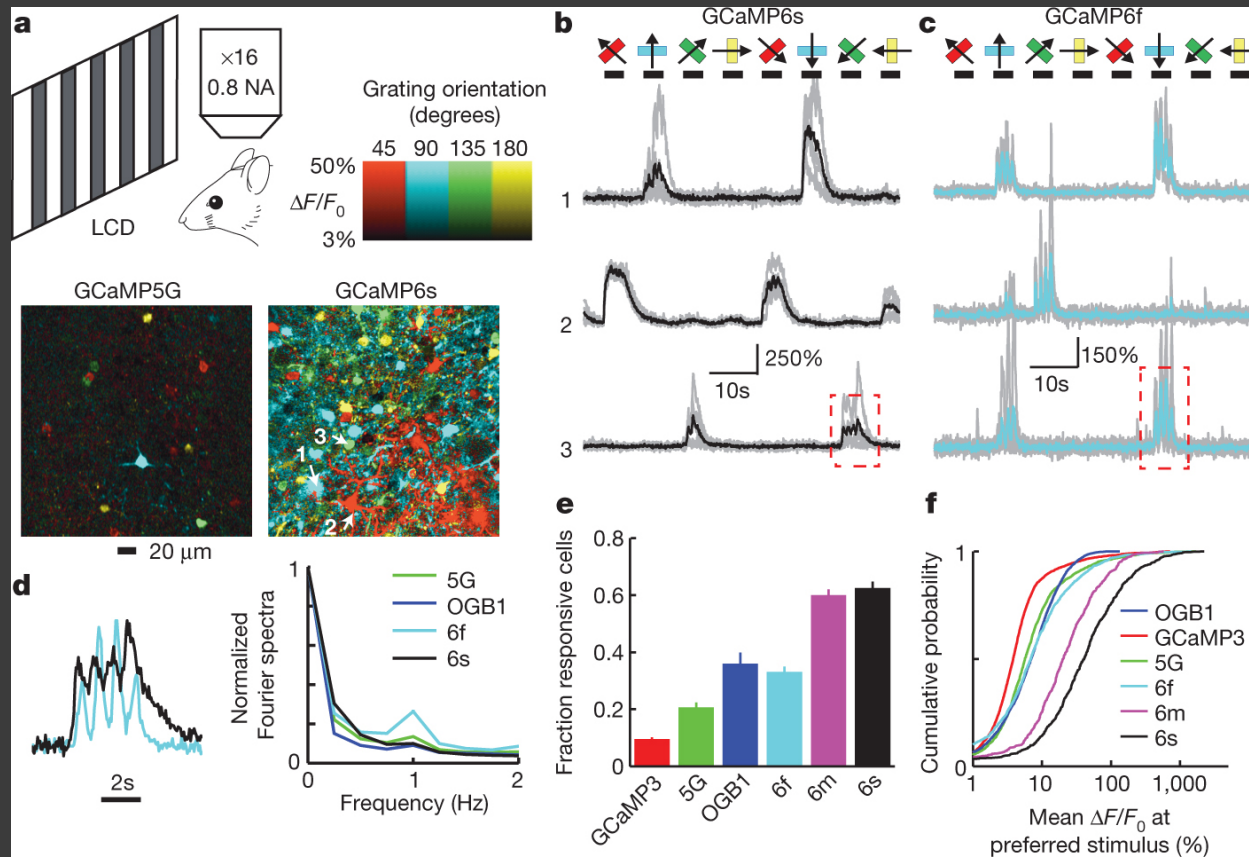 a
×16
0.8 NA
LCD
Grating orientation
(degrees)
45 90 135 180
50%
ΔF/F0
3%
GCaMP5G
GCaMP6s
1
2
3
20 μm
b
GCaMP6s
1
2
3
250%
10s
c
GCaMP6f
150%
10s
d
2s
Normalized
Fourier spectra
1
0
5G
OGB1
6f
6s
0 1 2
Frequency (Hz)
e
Fraction responsive cells
0.8
0.6
0.4
0.2
0
GCaMP3
5G
OGB1
6f
6m
6s
f
Cumulative probability
1
0
OGB1
GCaMP3
5G
6f
6m
6s
1 10 100 1,000
Mean ΔF/F0 at
preferred stimulus (%)